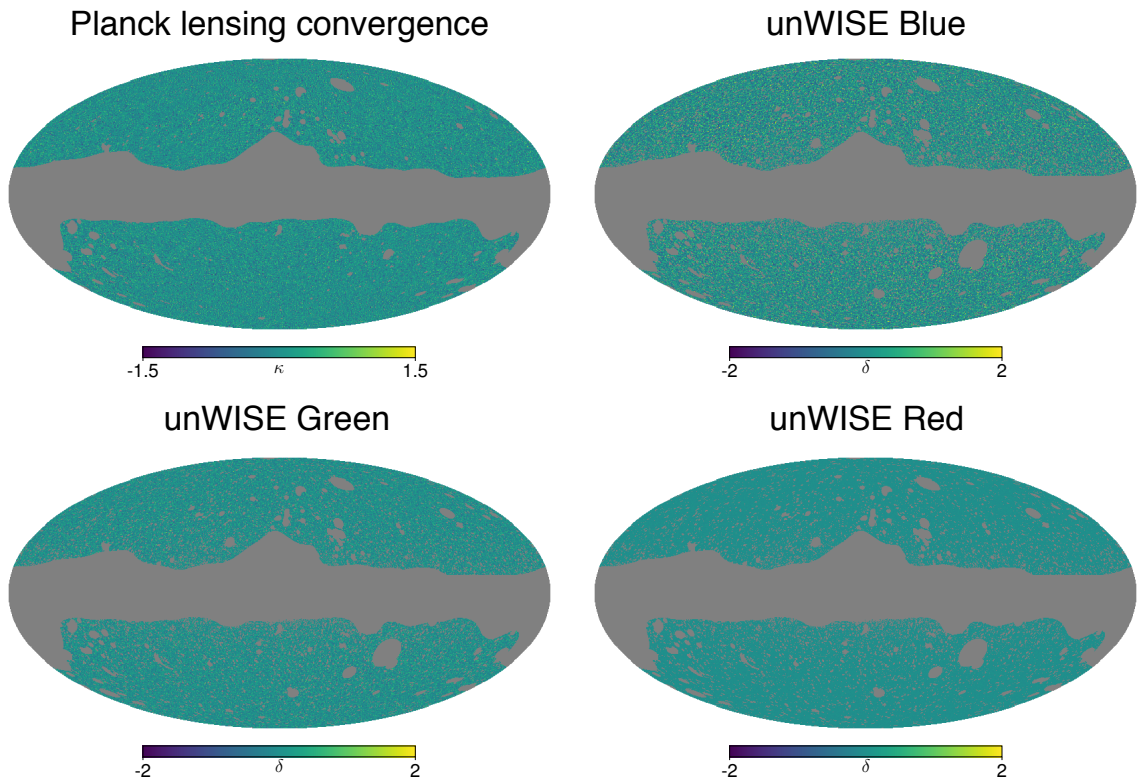 Planck lensing convergence
unWISE Blue
-1.5 κ 1.5
-2 δ 2
unWISE Green
unWISE Red
-2 δ 2
-2 δ 2